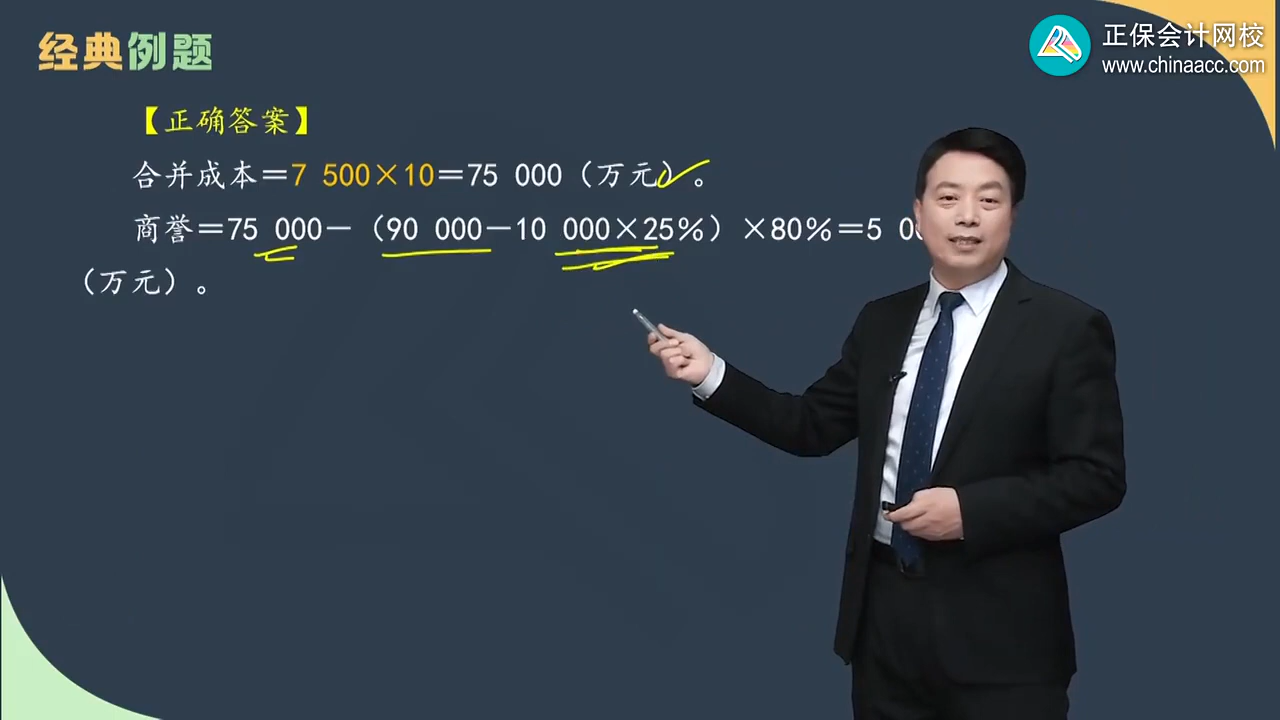 经典例题
正保会计网校
www.chinaacc.com
【正确答案】
合并成本＝7 500×10＝75 000（万元）。
商誉＝75 000－（90 000－10 000×25％）×80％＝5
（万元）。